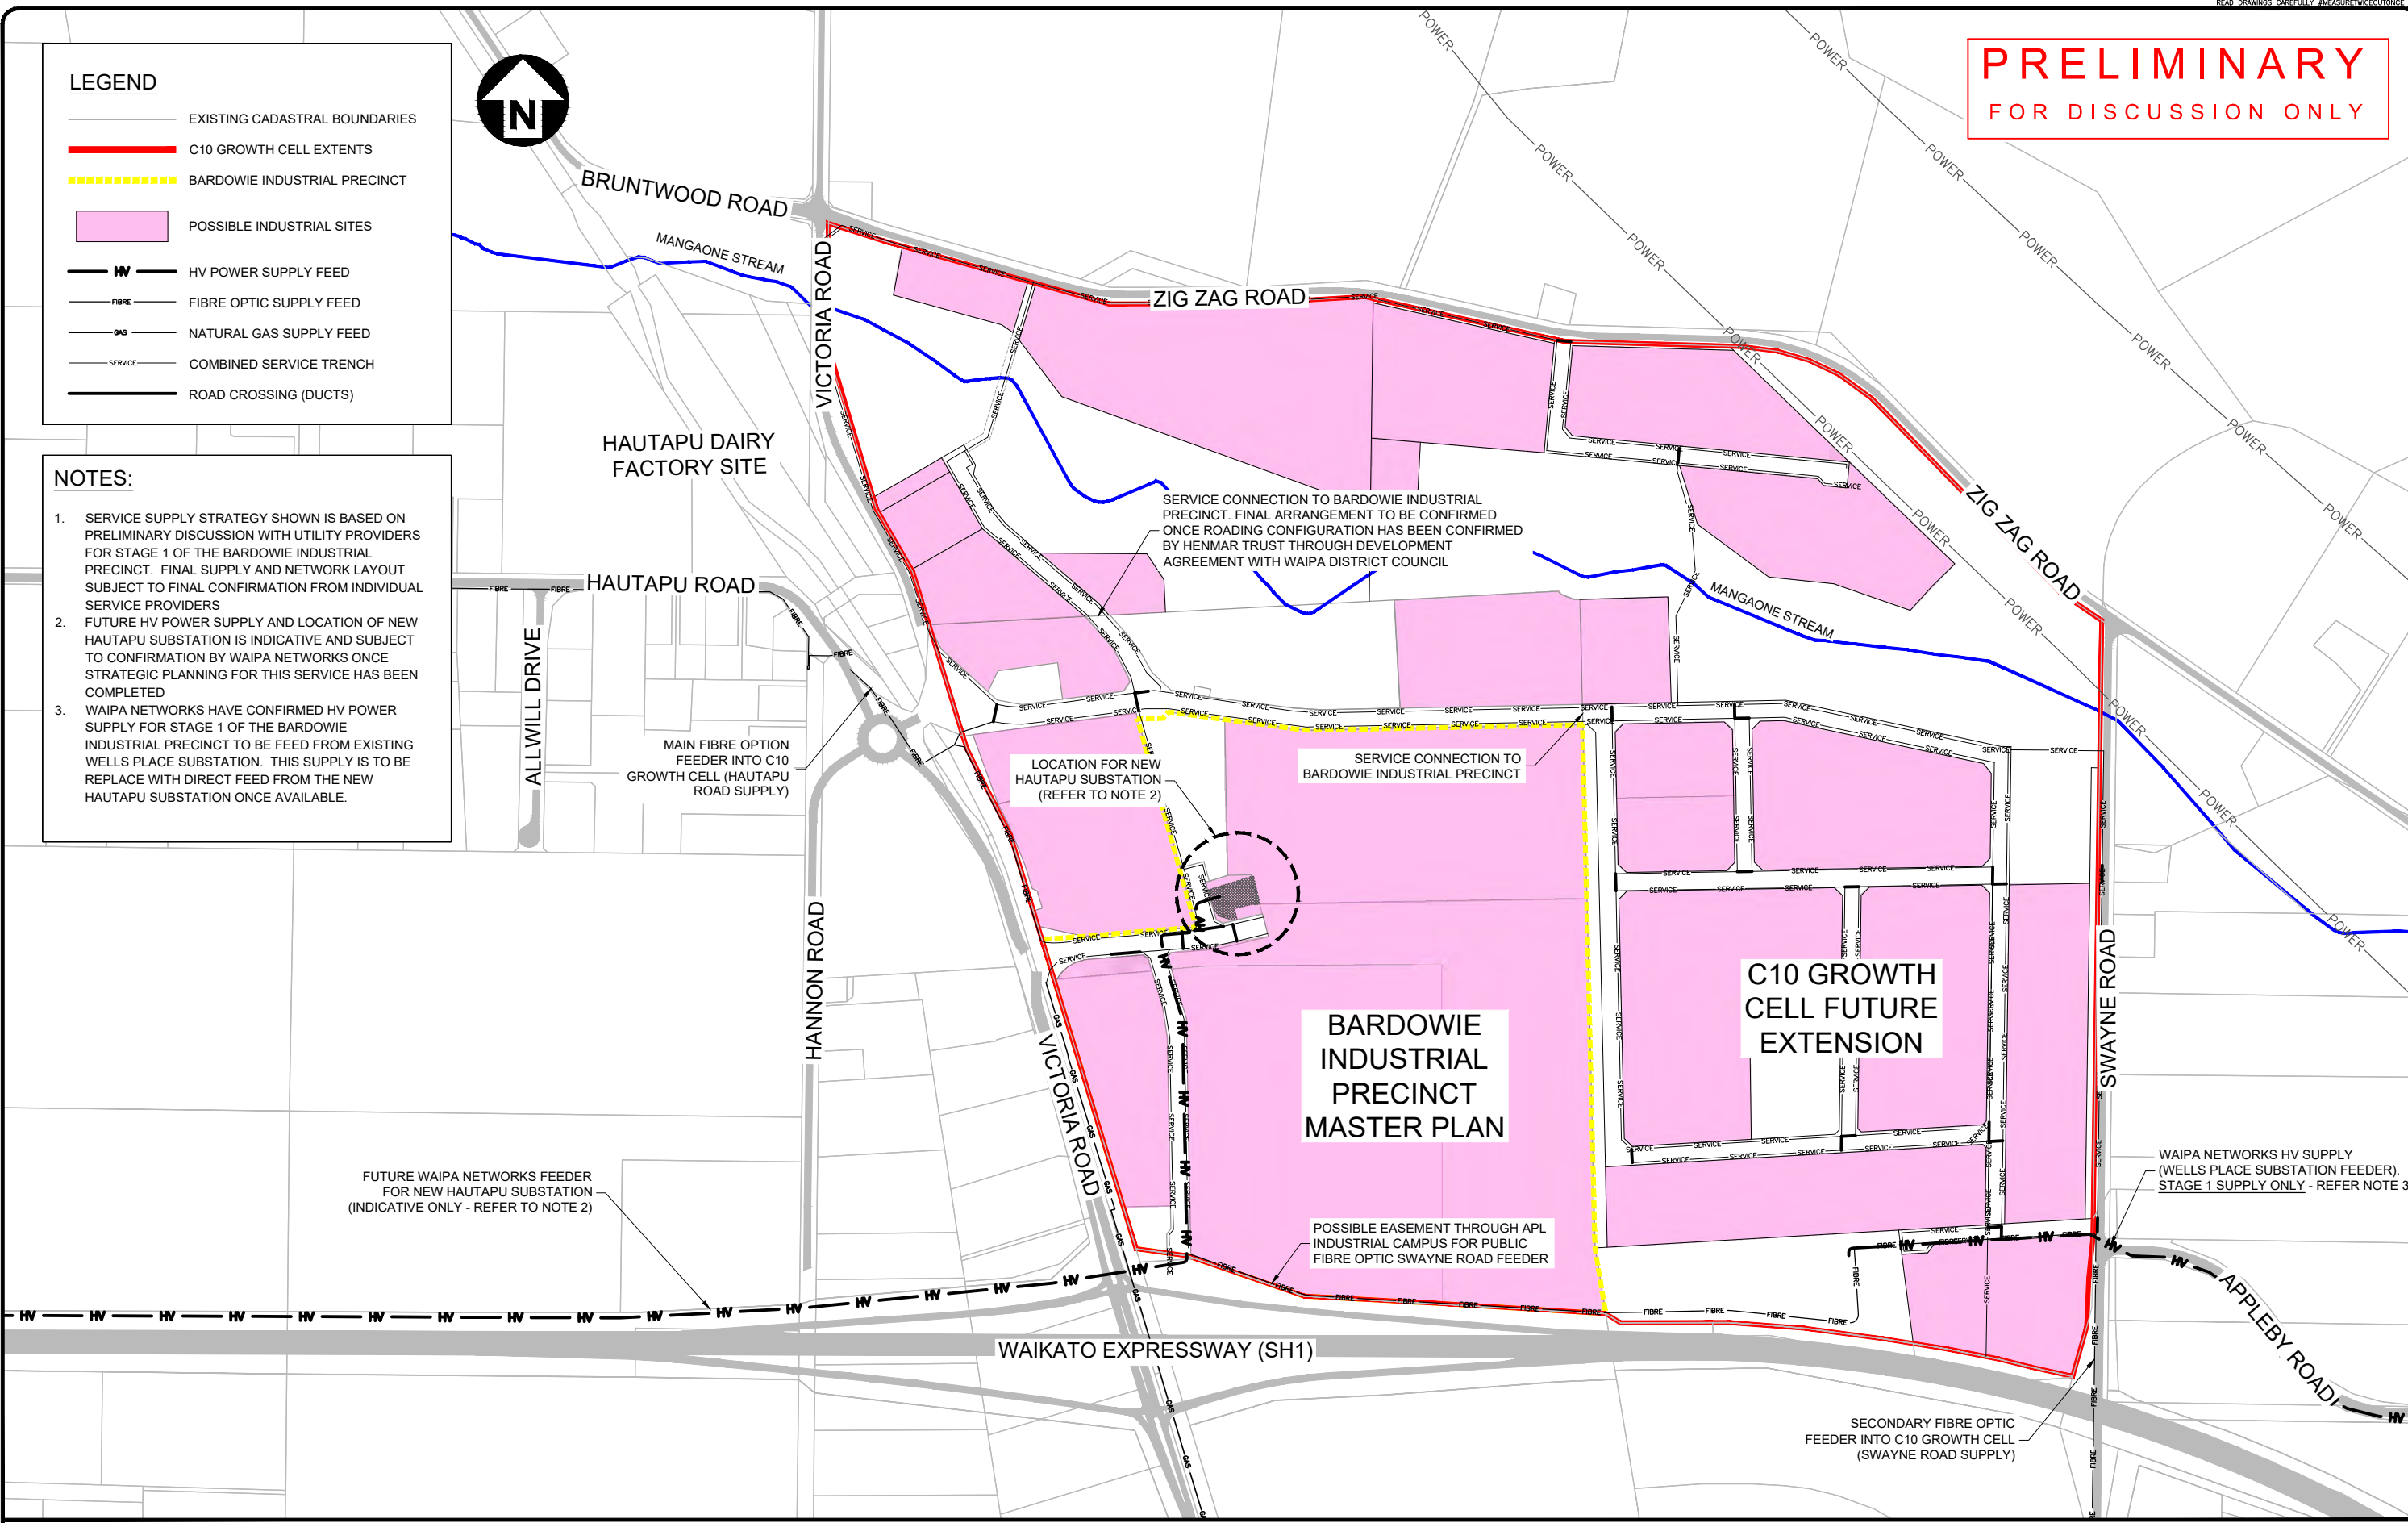 READ DRAWINGS CAREFULLY #MEASURETWICECUTONCE
PRELIMINARY
FOR DISCUSSION ONLY
LEGEND
EXISTING CADASTRAL BOUNDARIES
C10 GROWTH CELL EXTENTS
BARDOWIE INDUSTRIAL PRECINCT
POSSIBLE INDUSTRIAL SITES
HV HV POWER SUPPLY FEED
FIBRE FIBRE OPTIC SUPPLY FEED
GAS NATURAL GAS SUPPLY FEED
SERVICE COMBINED SERVICE TRENCH
ROAD CROSSING (DUCTS)
N
NOTES:
1. SERVICE SUPPLY STRATEGY SHOWN IS BASED ON
PRELIMINARY DISCUSSION WITH UTILITY PROVIDERS
FOR STAGE 1 OF THE BARDOWIE INDUSTRIAL
PRECINCT. FINAL SUPPLY AND NETWORK LAYOUT
SUBJECT TO FINAL CONFIRMATION FROM INDIVIDUAL
SERVICE PROVIDERS
2. FUTURE HV POWER SUPPLY AND LOCATION OF NEW
HAUTAPU SUBSTATION IS INDICATIVE AND SUBJECT
TO CONFIRMATION BY WAIPA NETWORKS ONCE
STRATEGIC PLANNING FOR THIS SERVICE HAS BEEN
COMPLETED
3. WAIPA NETWORKS HAVE CONFIRMED HV POWER
SUPPLY FOR STAGE 1 OF THE BARDOWIE
INDUSTRIAL PRECINCT TO BE FEED FROM EXISTING
WELLS PLACE SUBSTATION. THIS SUPPLY IS TO BE
REPLACE WITH DIRECT FEED FROM THE NEW
HAUTAPU SUBSTATION ONCE AVAILABLE.
BRUNTWOOD ROAD
MANGAONE STREAM
VICTORIA ROAD
ZIG ZAG ROAD
POWER
HAUTAPU DAIRY
FACTORY SITE
SERVICE CONNECTION TO BARDOWIE INDUSTRIAL
PRECINCT. FINAL ARRANGEMENT TO BE CONFIRMED
ONCE ROADING CONFIGURATION HAS BEEN CONFIRMED
BY HENMAR TRUST THROUGH DEVELOPMENT
AGREEMENT WITH WAIPA DISTRICT COUNCIL
ZIG ZAG ROAD
HAUTAPU ROAD
MANGAONE STREAM
ALLWILL DRIVE
MAIN FIBRE OPTION
FEEDER INTO C10
GROWTH CELL (HAUTAPU
ROAD SUPPLY)
LOCATION FOR NEW
HAUTAPU SUBSTATION
(REFER TO NOTE 2)
SERVICE CONNECTION TO
BARDOWIE INDUSTRIAL PRECINCT
HANNON ROAD
VICTORIA ROAD
BARDOWIE
INDUSTRIAL
PRECINCT
MASTER PLAN
C10 GROWTH
CELL FUTURE
EXTENSION
SWAYNE ROAD
FUTURE WAIPA NETWORKS FEEDER
FOR NEW HAUTAPU SUBSTATION
(INDICATIVE ONLY - REFER TO NOTE 2)
POSSIBLE EASEMENT THROUGH APL
INDUSTRIAL CAMPUS FOR PUBLIC
FIBRE OPTIC SWAYNE ROAD FEEDER
WAIPA NETWORKS HV SUPPLY
(WELLS PLACE SUBSTATION FEEDER).
STAGE 1 SUPPLY ONLY - REFER NOTE 3
APPLEBY ROAD
WAIKATO EXPRESSWAY (SH1)
SECONDARY FIBRE OPTIC
FEEDER INTO C10 GROWTH CELL
(SWAYNE ROAD SUPPLY)